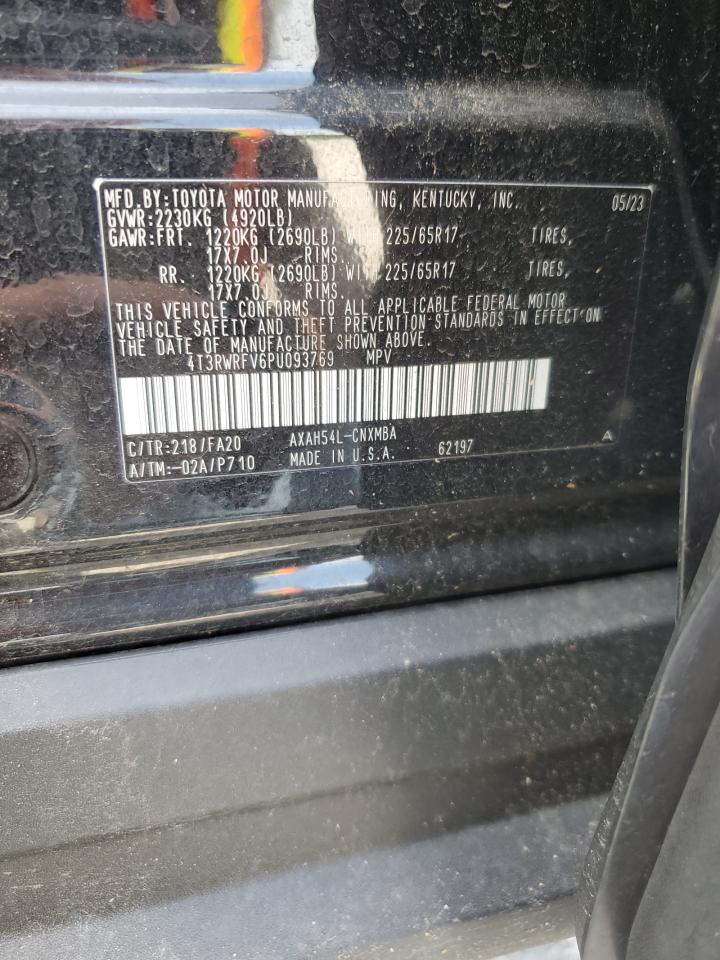 MFD.BY:TOYOTA MOTOR MANUFACTURING, KENTUCKY, INC. 05/23
GVWR:2230KG (4920LB)
GAWR:FRT. 1220KG (2690LB) WITH 225/65R17 TIRES,
17X7.0J RIMS.
RR. 1220KG (2690LB) WITH 225/65R17 TIRES,
17X7.0J RIMS.
THIS VEHICLE CONFORMS TO ALL APPLICABLE FEDERAL MOTOR
VEHICLE SAFETY AND THEFT PREVENTION STANDARDS IN EFFECT ON
THE DATE OF MANUFACTURE SHOWN ABOVE.
4T3RWRFV6PU093769 MPV
C/TR:218/FA20 AXAH54L-CNXMBA
A/TM:-02A/P710 MADE IN U.S.A. 62197 A